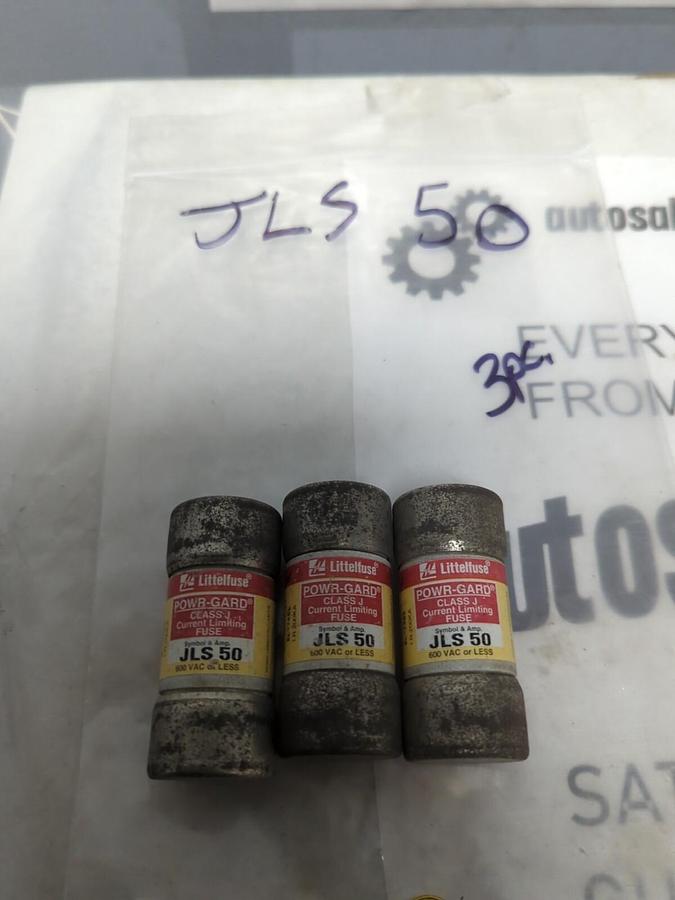 JLS 50
autosal
EVERY
3pc.
FROM
utos
Littelfuse®
POWR-GARD®
CLASS J
Current Limiting
FUSE
Symbol & Amp.
JLS 50
600 VAC or LESS
Littelfuse®
POWR-GARD®
CLASS J
Current Limiting
FUSE
Symbol & Amp.
JLS 50
600 VAC or LESS
Littelfuse®
POWR-GARD®
CLASS J
Current Limiting
FUSE
Symbol & Amp.
JLS 50
600 VAC or LESS
SAT